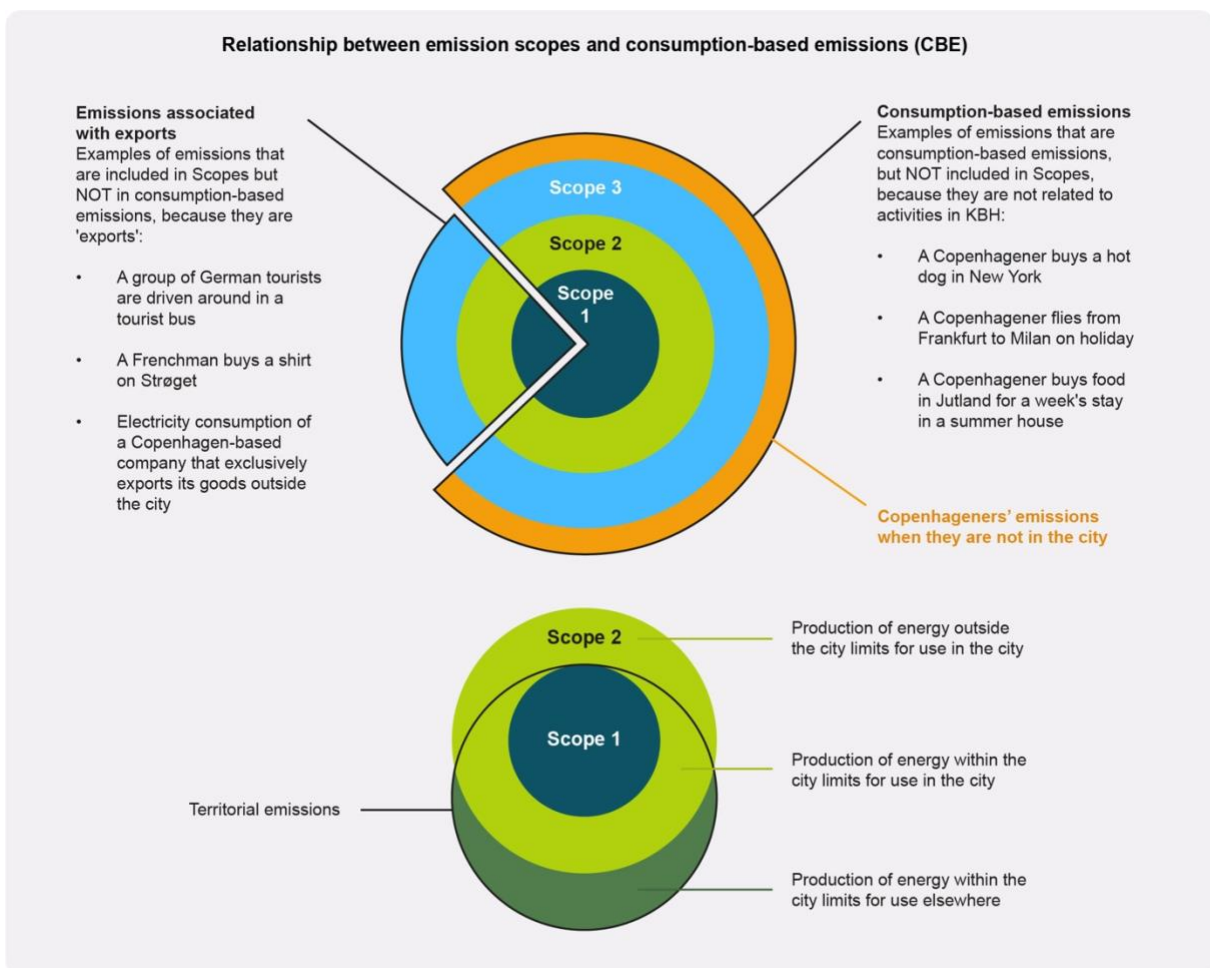 Relationship between emission scopes and consumption-based emissions (CBE)
Emissions associated
with exports
Examples of emissions that
are included in Scopes but
NOT in consumption-based
emissions, because they are
'exports':
• A group of German tourists
are driven around in a
tourist bus
• A Frenchman buys a shirt
on Strøget
• Electricity consumption of
a Copenhagen-based
company that exclusively
exports its goods outside
the city
Scope 3
Scope 2
Scope
1
Consumption-based emissions
Examples of emissions that are
consumption-based emissions,
but NOT included in Scopes,
because they are not related to
activities in KBH:
• A Copenhagener buys a hot
dog in New York
• A Copenhagener flies from
Frankfurt to Milan on holiday
• A Copenhagener buys food
in Jutland for a week's stay
in a summer house
Copenhageners' emissions
when they are not in the city
Scope 2
Scope 1
Production of energy outside
the city limits for use in the city
Production of energy within the
city limits for use in the city
Territorial emissions
Production of energy within the
city limits for use elsewhere